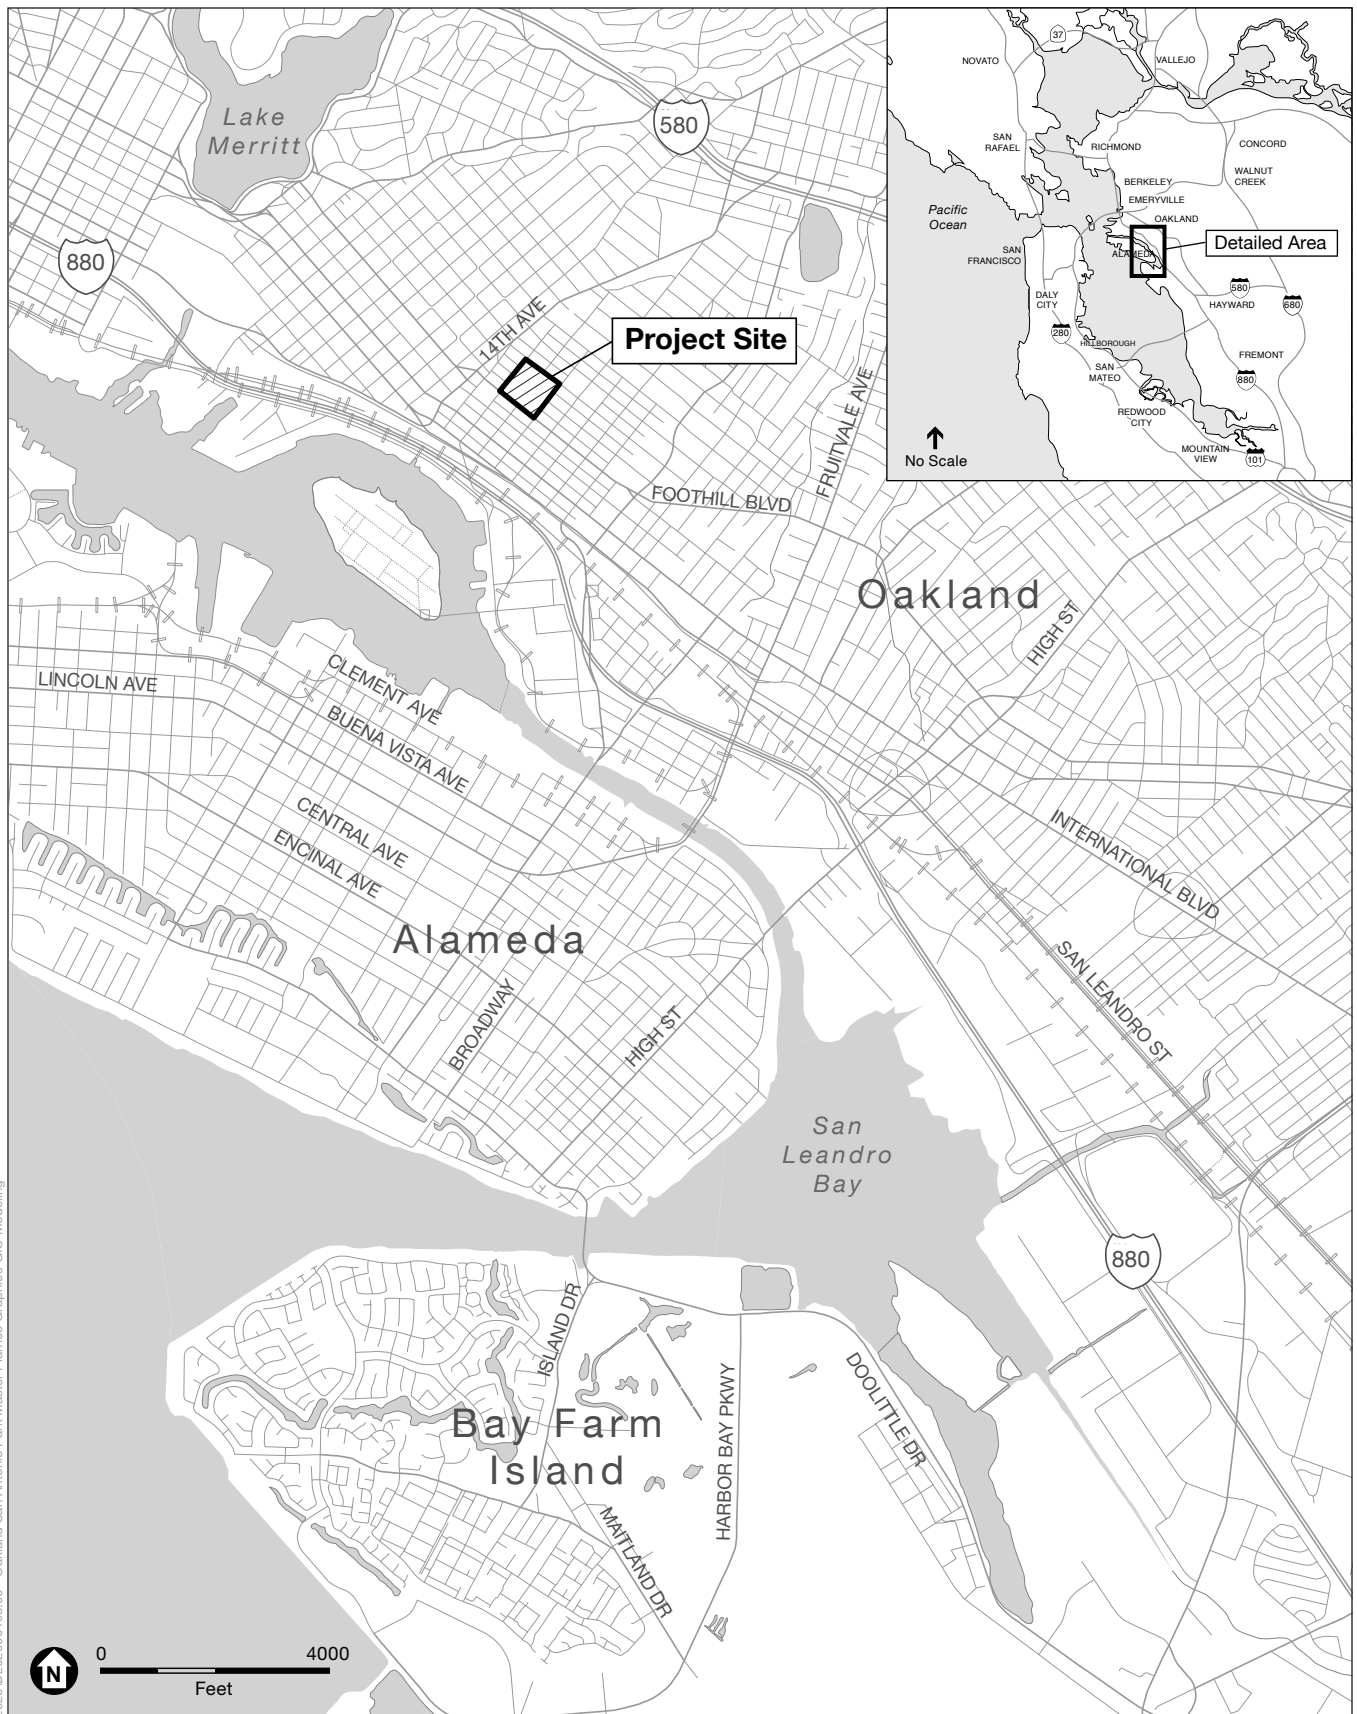 Lake
Merritt
580
880
14TH AVE
Project Site
FRUITVALE AVE
FOOTHILL BLVD
Oakland
HIGH ST
LINCOLN AVE
CLEMENT AVE
BUENA VISTA AVE
CENTRAL AVE
ENCINAL AVE
INTERNATIONAL BLVD
Alameda
SAN LEANDRO ST
BROADWAY
HIGH ST
San
Leandro
Bay
880
ISLAND DR
Bay Farm
Island
HARBOR BAY PKWY
DOOLITTLE DR
MAITLAND DR
N
0 4000
Feet
37
NOVATO
VALLEJO
SAN
RAFAEL
RICHMOND
CONCORD
WALNUT
CREEK
BERKELEY
EMERYVILLE
OAKLAND
Pacific
Ocean
ALAMEDA
Detailed Area
SAN
FRANCISCO
DALY
CITY
580
HAYWARD
680
280
HILLBOROUGH
FREMONT
SAN
MATEO
880
REDWOOD
CITY
MOUNTAIN
VIEW
101
No Scale